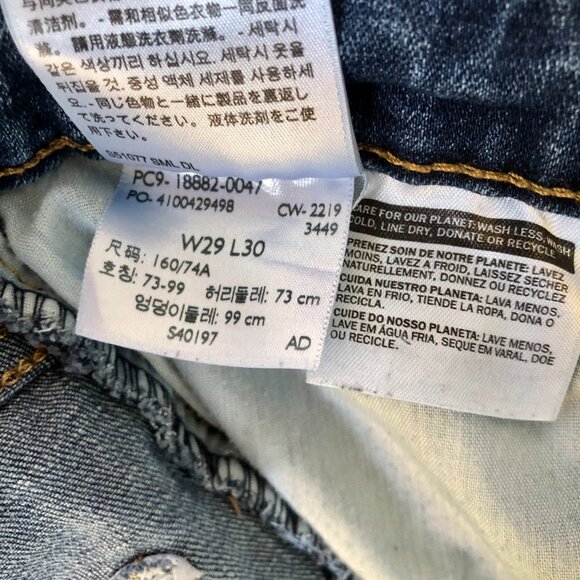 清洁剂。- 需和相似色衣物一同反面洗
滌。請用液態洗衣劑洗滌. 세탁시
같은 색상끼리 하십시오. 세탁시 옷을
뒤집을 것. 중성 액체 세제를 사용하세
요.- 同じ色物と一緒に製品を裏返し
て洗ってください。液体洗剤をご使
用下さい。
S51077 SML DL
PC9- 18882-0047
PO- 4100429498
CW- 2219
3449
W29 L30
尺码: 160/74A
호칭: 73-99 허리둘레: 73 cm
엉덩이둘레: 99 cm
S40197 AD
CARE FOR OUR PLANET: WASH LESS, WASH
COLD, LINE DRY, DONATE OR RECYCLE.
PRENEZ SOIN DE NOTRE PLANETE: LAVEZ
MOINS, LAVEZ A FROID, LAISSEZ SÉCHER
NATURELLEMENT, DONNEZ OU RECYCLEZ
CUIDA NUESTRO PLANETA: LAVA MENOS,
LAVA EN FRIO, TIENDE LA ROPA, DONA O
RECICLA.
CUIDE DO NOSSO PLANETA: LAVE MENOS,
LAVE EM ÁGUA FRIA, SEQUE EM VARAL, DOE
OU RECICLE.